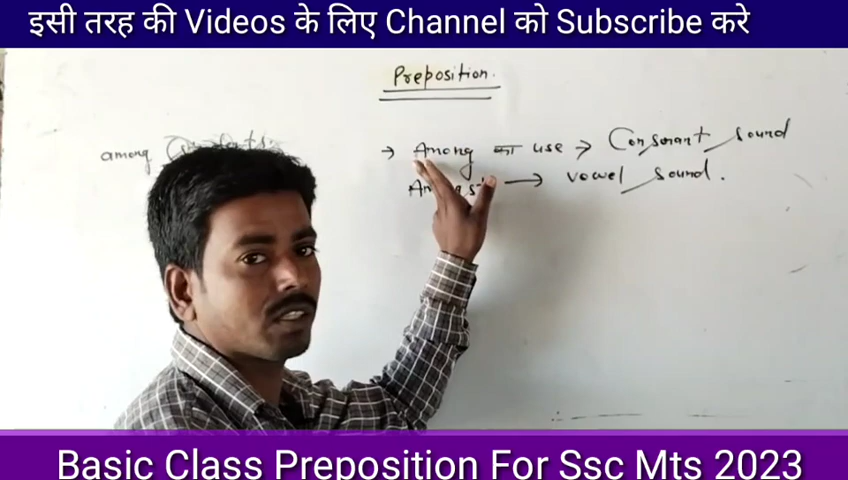 इसी तरह की Videos के लिए Channel को Subscribe करे
Preposition.
among
→ Among का use → Consonant sound
→ vowel sound.
Basic Class Preposition For Ssc Mts 2023